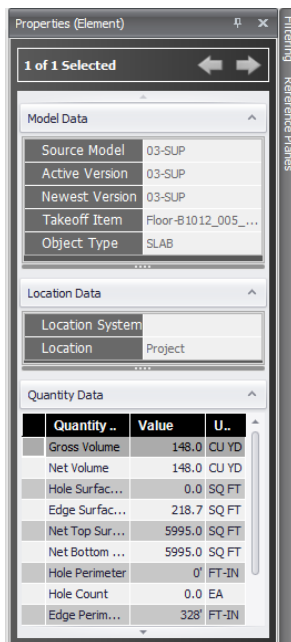 Properties (Element)
Filtering
Reference Planes
1 of 1 Selected
Model Data
Source Model 03-SUP
Active Version 03-SUP
Newest Version 03-SUP
Takeoff Item Floor-B1012_005_...
Object Type SLAB
Location Data
Location System
Location Project
Quantity Data
Quantity .. Value U..
Gross Volume 148.0 CU YD
Net Volume 148.0 CU YD
Hole Surfac... 0.0 SQ FT
Edge Surfac... 218.7 SQ FT
Net Top Sur... 5995.0 SQ FT
Net Bottom ... 5995.0 SQ FT
Hole Perimeter 0' FT-IN
Hole Count 0.0 EA
Edge Perim... 328' FT-IN